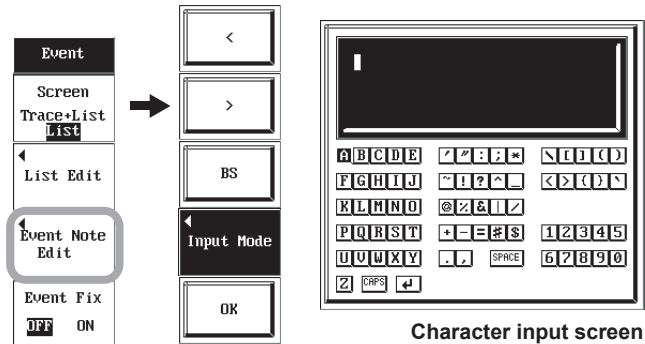 Event
Screen
Trace+List
List
List Edit
Event Note
Edit
Event Fix
OFF ON
<
>
BS
Input Mode
OK
A B C D E ' " : ; * \ [ ] ( )
F G H I J ~ ! ? ^ _ < > { } `
K L M N O @ % & | /
P Q R S T + - = # $ 1 2 3 4 5
U V W X Y . , SPACE 6 7 8 9 0
Z CAPS ↵
Character input screen